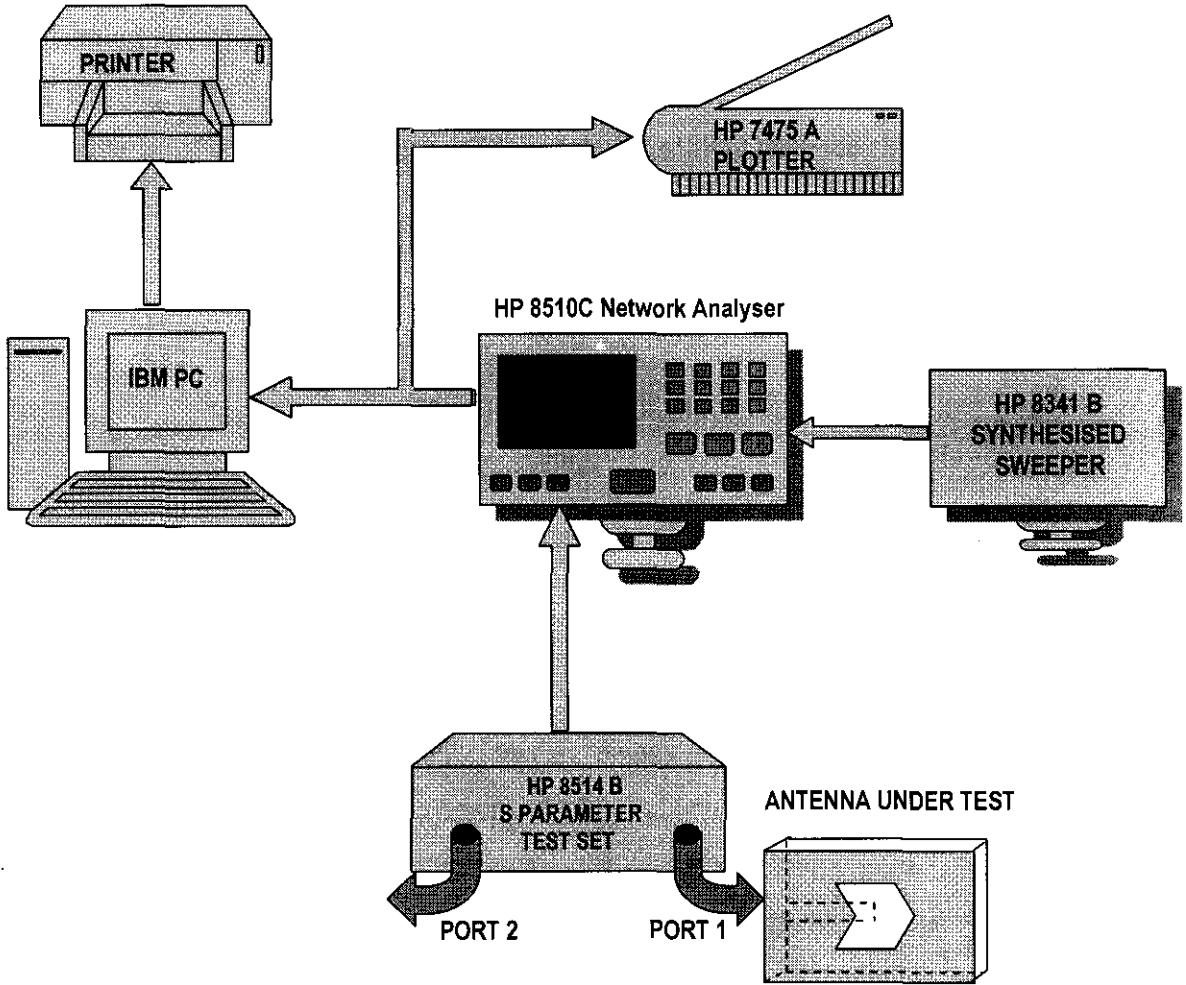 PRINTER
HP 7475 A
PLOTTER
HP 8510C Network Analyser
IBM PC
HP 8341 B
SYNTHESISED
SWEEPER
HP 8514 B
S PARAMETER
TEST SET
ANTENNA UNDER TEST
PORT 2
PORT 1